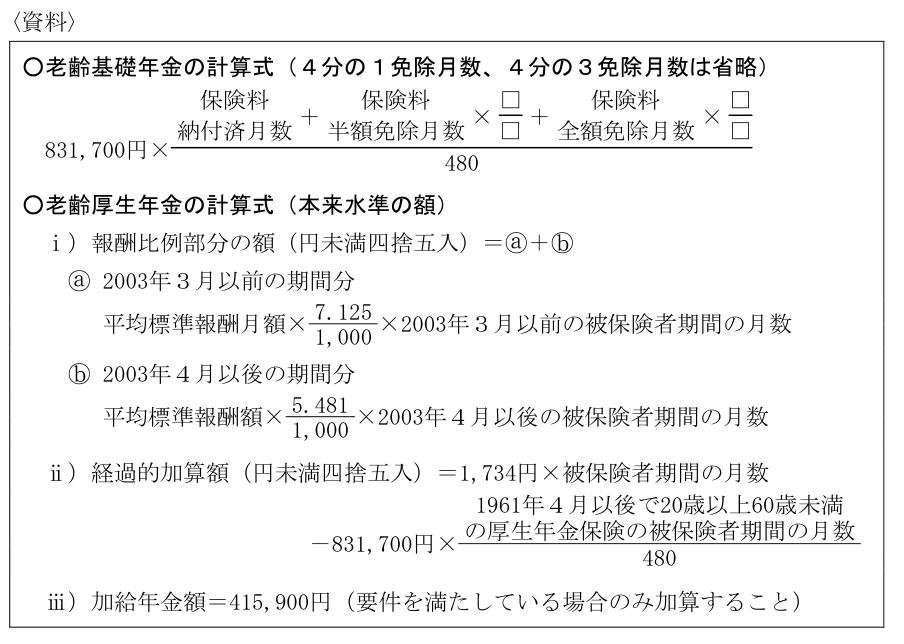 〈資料〉
○老齢基礎年金の計算式(4分の1免除月数、4分の3免除月数は省略)
831,700円×(保険料納付済月数+保険料半額免除月数×□/□+保険料全額免除月数×□/□)/480
○老齢厚生年金の計算式(本来水準の額)
ⅰ)報酬比例部分の額(円未満四捨五入)=ⓐ+ⓑ
ⓐ 2003年3月以前の期間分
平均標準報酬月額×7.125/1,000×2003年3月以前の被保険者期間の月数
ⓑ 2003年4月以後の期間分
平均標準報酬額×5.481/1,000×2003年4月以後の被保険者期間の月数
ⅱ)経過的加算額(円未満四捨五入)=1,734円×被保険者期間の月数
-831,700円×1961年4月以後で20歳以上60歳未満の厚生年金保険の被保険者期間の月数/480
ⅲ)加給年金額=415,900円(要件を満たしている場合のみ加算すること)